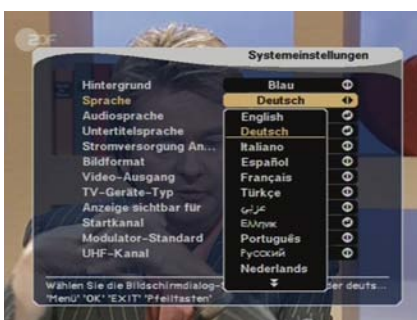 ZDF
Systemeinstellungen
Hintergrund Blau
Sprache Deutsch
Audiosprache English
Untertitelsprache Deutsch
Stromversorgung An... Italiano
Bildformat Español
Video-Ausgang Français
TV-Geräte-Typ Türkçe
Anzeige sichtbar für عربي
Startkanal Ελληνικ
Modulator-Standard Português
UHF-Kanal Русский
Nederlands
Wählen Sie die Bildschirmdialog- der deuts...
"Menü" "OK" "EXIT" "Pfeiltasten"